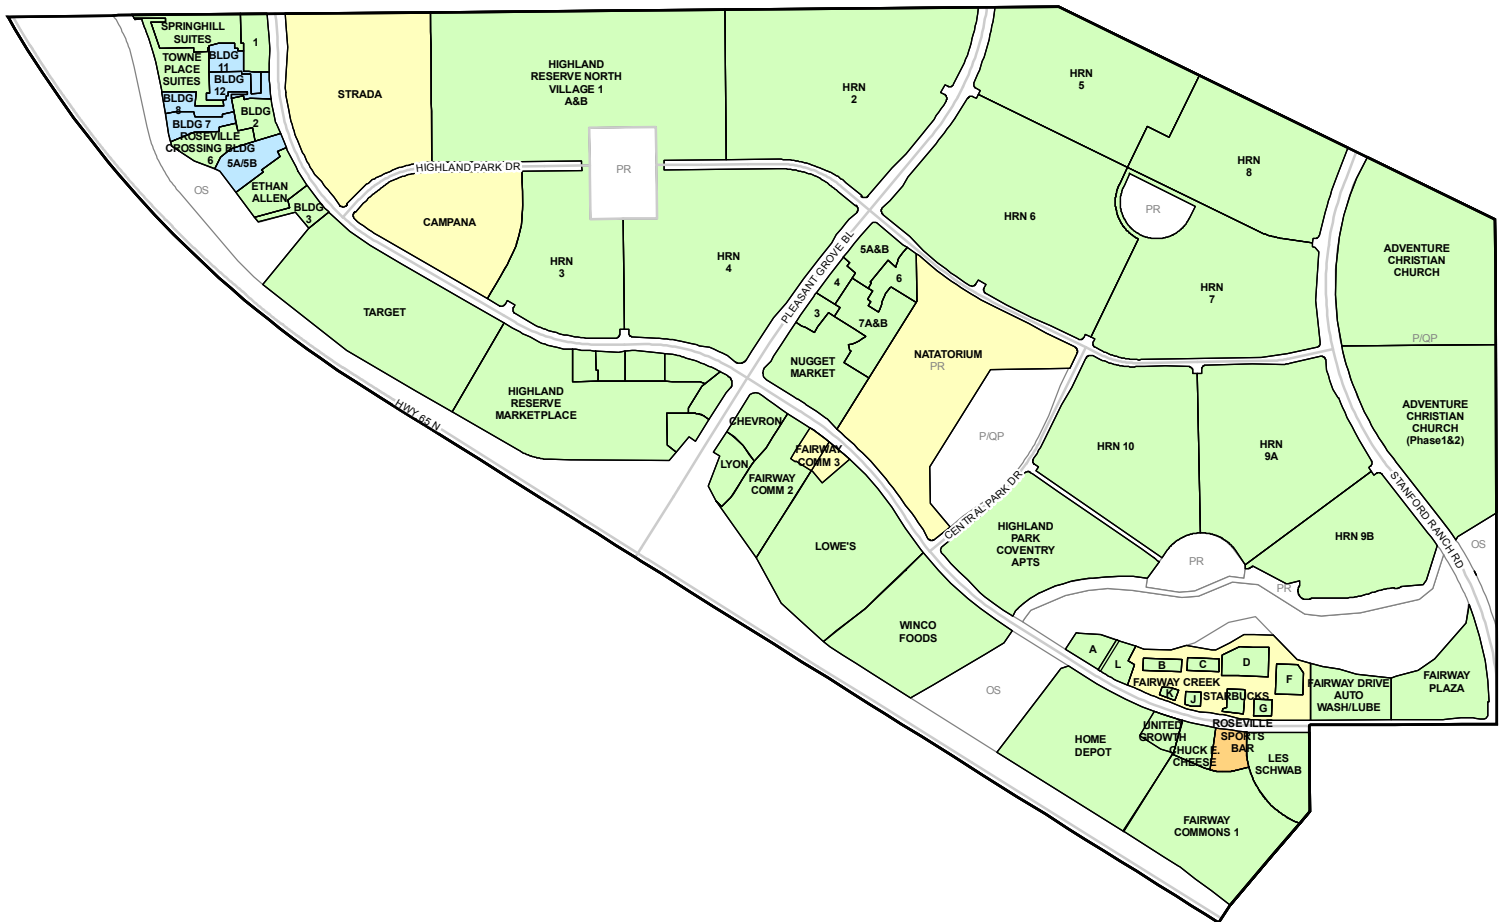 SPRINGHILL
SUITES
1
TOWNE
PLACE
SUITES
BLDG
11
BLDG
12
BLDG
8
BLDG 7
BLDG
2
ROSEVILLE
CROSSING BLDG
6
5A/5B
ETHAN
ALLEN
BLDG
3
OS
STRADA
HIGHLAND
RESERVE NORTH
VILLAGE 1
A&B
HRN
2
HRN
5
HRN
8
HIGHLAND PARK DR
PR
CAMPANA
HRN
3
HRN
4
HRN 6
PR
HRN
7
ADVENTURE
CHRISTIAN
CHURCH
P/QP
TARGET
HIGHLAND
RESERVE
MARKETPLACE
HWY 65 N
PLEASANT GROVE BL
5A&B
6
4
3
7A&B
NUGGET
MARKET
NATATORIUM
PR
P/QP
CENTRAL PARK DR
HRN 10
HRN
9A
ADVENTURE
CHRISTIAN
CHURCH
(Phase1&2)
STANFORD RANCH RD
HRN 9B
OS
CHEVRON
LYON
FAIRWAY
COMM 3
FAIRWAY
COMM 2
LOWE'S
WINCO
FOODS
HIGHLAND
PARK
COVENTRY
APTS
PR
PR
OS
A
L
B
C
D
F
FAIRWAY CREEK
K
J
STARBUCKS
G
FAIRWAY DRIVE
AUTO
WASH/LUBE
FAIRWAY
PLAZA
HOME
DEPOT
UNITED
GROWTH
CHUCK E.
CHEESE
ROSEVILLE
SPORTS
BAR
LES
SCHWAB
FAIRWAY
COMMONS 1